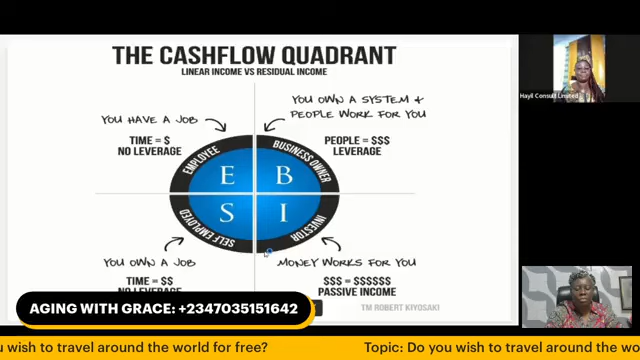 THE CASHFLOW QUADRANT
LINEAR INCOME VS RESIDUAL INCOME
YOU HAVE A JOB
YOU OWN A SYSTEM +
PEOPLE WORK FOR YOU
TIME = $
NO LEVERAGE
PEOPLE = $$$
LEVERAGE
EMPLOYEE
BUSINESS OWNER
E
B
S
I
SELF EMPLOYED
INVESTOR
YOU OWN A JOB
MONEY WORKS FOR YOU
TIME = $$
NO LEVERAGE
$$$ = $$$$$$
PASSIVE INCOME
TM ROBERT KIYOSAKI
Hayil Consult Limited
AGING WITH GRACE: +2347035151642
u wish to travel around the world for free?
Topic: Do you wish to travel around the wo